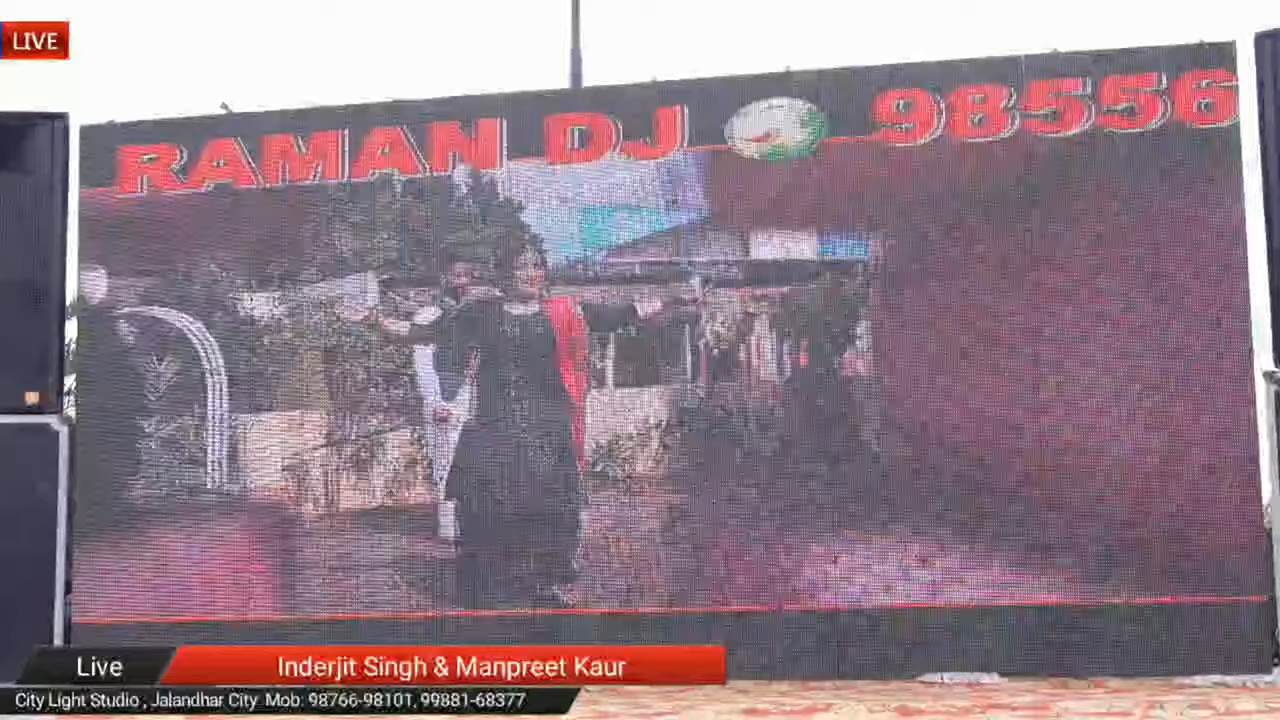 LIVE
RAMAN DJ 98556
Live
Inderjit Singh & Manpreet Kaur
City Light Studio , Jalandhar City Mob: 98766-98101, 99881-68377